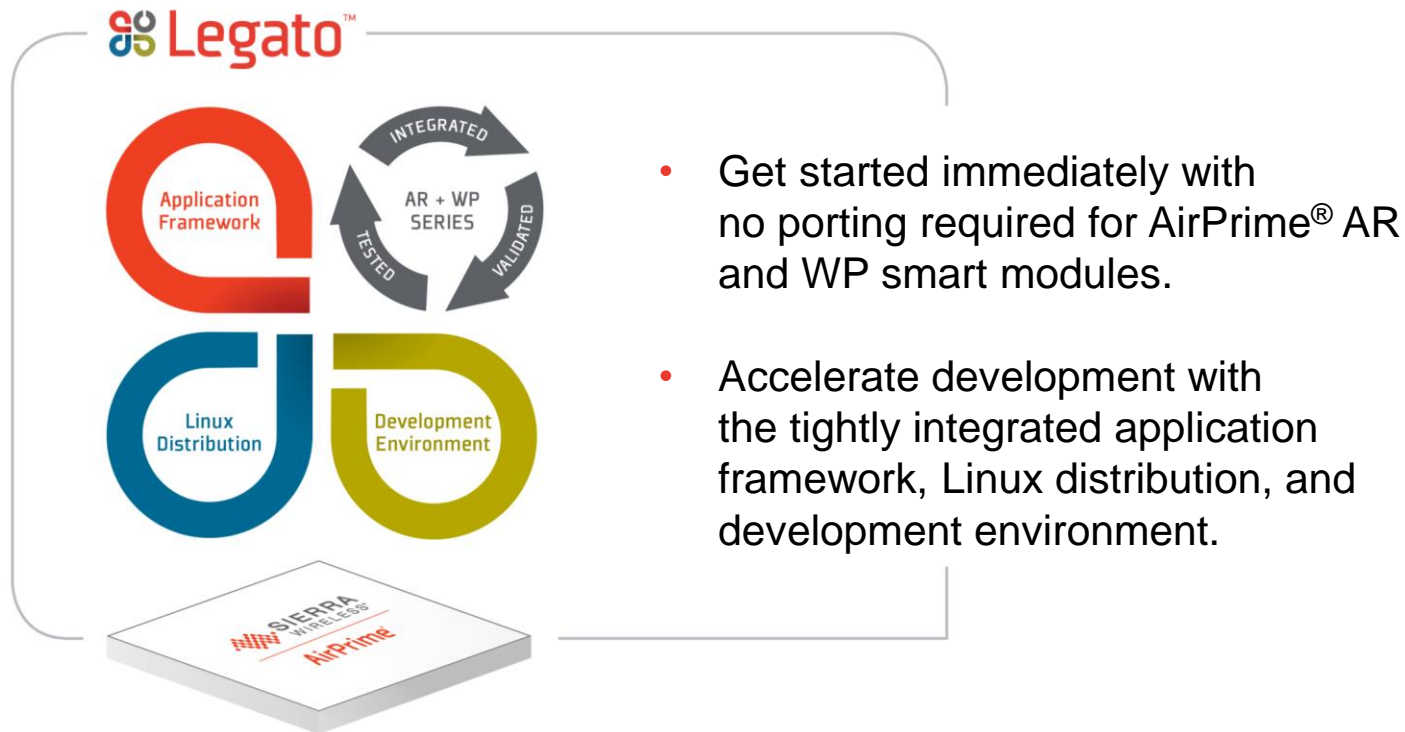 Legato™
Application
Framework
INTEGRATED
AR + WP
SERIES
VALIDATED
TESTED
Linux
Distribution
Development
Environment
SIERRA
WIRELESS®
AirPrime®
• Get started immediately with
no porting required for AirPrime® AR
and WP smart modules.
• Accelerate development with
the tightly integrated application
framework, Linux distribution, and
development environment.